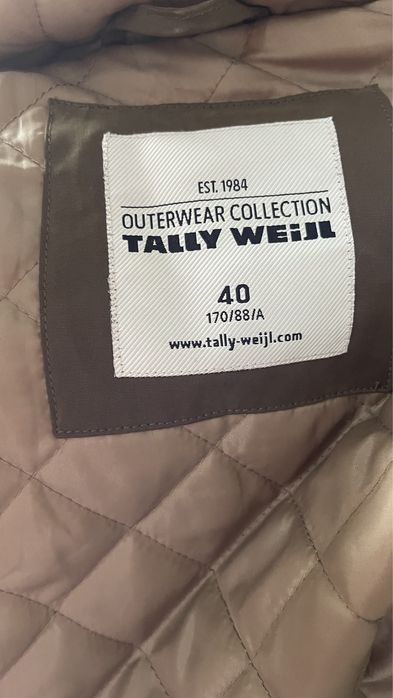 EST. 1984
OUTERWEAR COLLECTION
TALLY WEiJL
40
170/88/A
www.tally-weijl.com